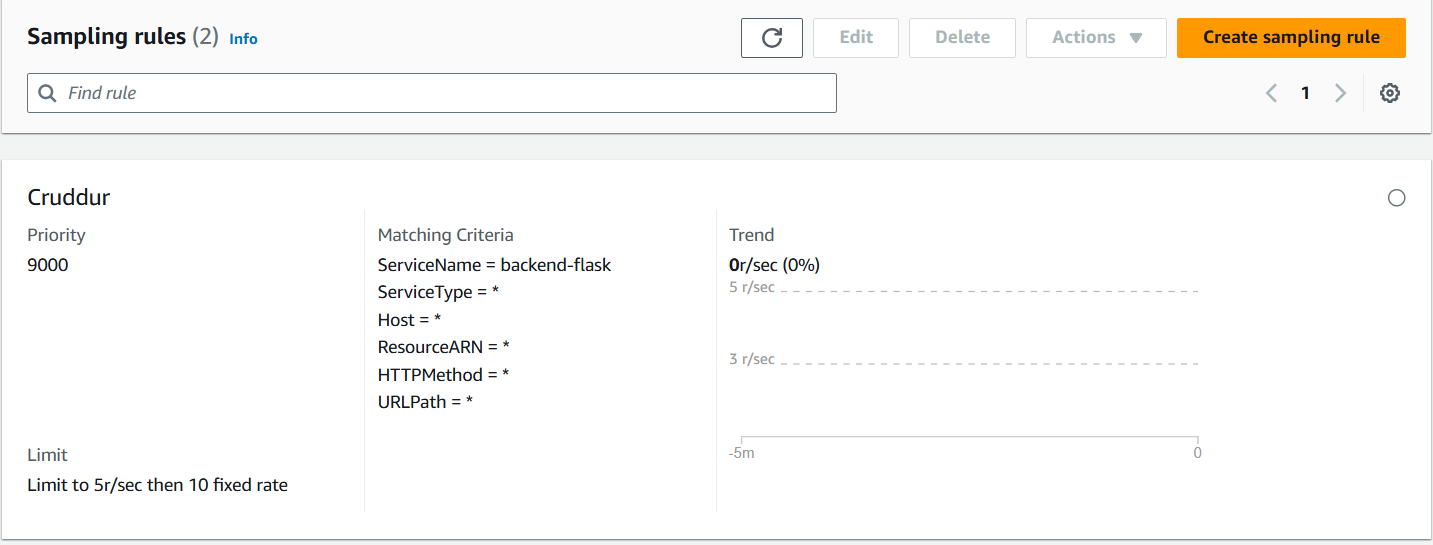 Sampling rules (2) Info
Edit
Delete
Actions
Create sampling rule
Find rule
1
Cruddur
Priority
9000
Limit
Limit to 5r/sec then 10 fixed rate
Matching Criteria
ServiceName = backend-flask
ServiceType = *
Host = *
ResourceARN = *
HTTPMethod = *
URLPath = *
Trend
0r/sec (0%)
5 r/sec
3 r/sec
-5m
0